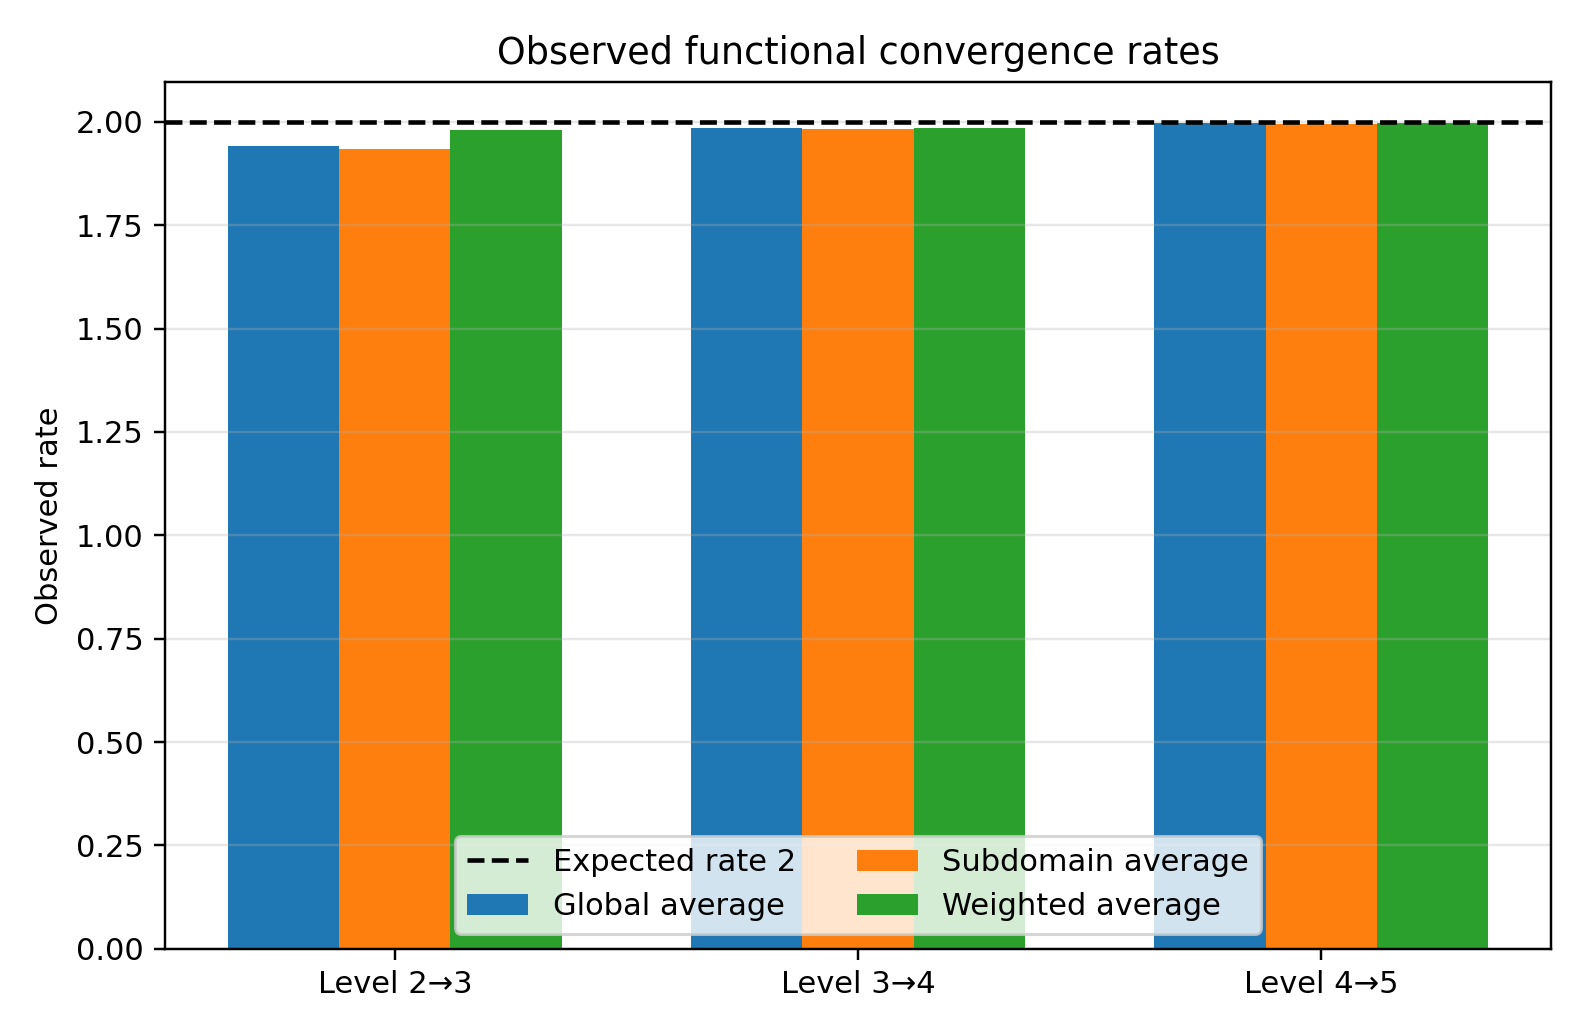 Observed functional convergence rates
Observed rate
2.00
1.75
1.50
1.25
1.00
0.75
0.50
0.25
0.00
Expected rate 2
Global average
Subdomain average
Weighted average
Level 2→3
Level 3→4
Level 4→5